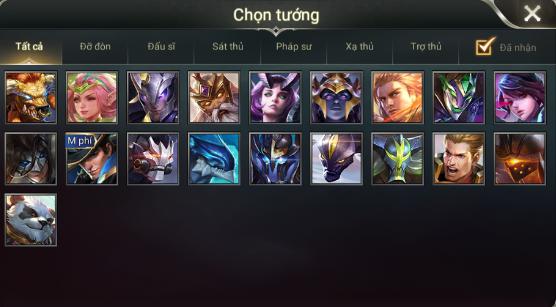 Chọn tướng
Tất cả Đỡ đòn Đấu sĩ Sát thủ Pháp sư Xạ thủ Trợ thủ Đã nhận
M phí